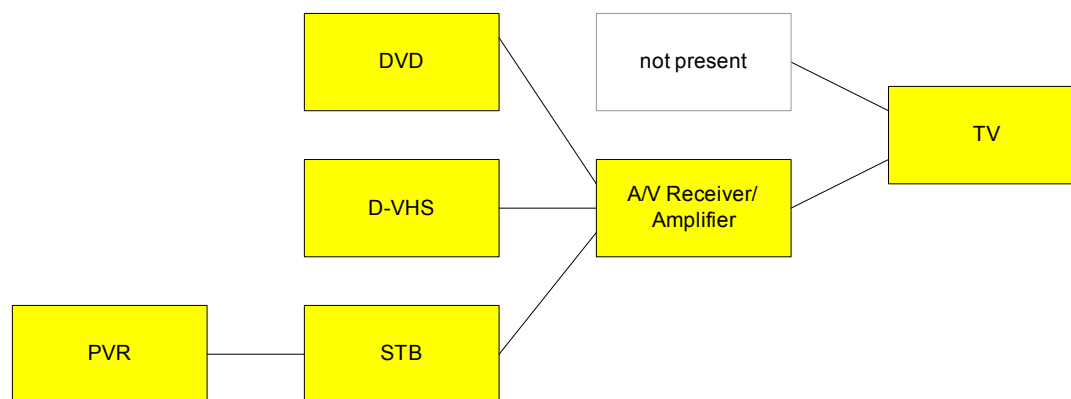 DVD
not present
TV
D-VHS
A/V Receiver/
Amplifier
PVR
STB